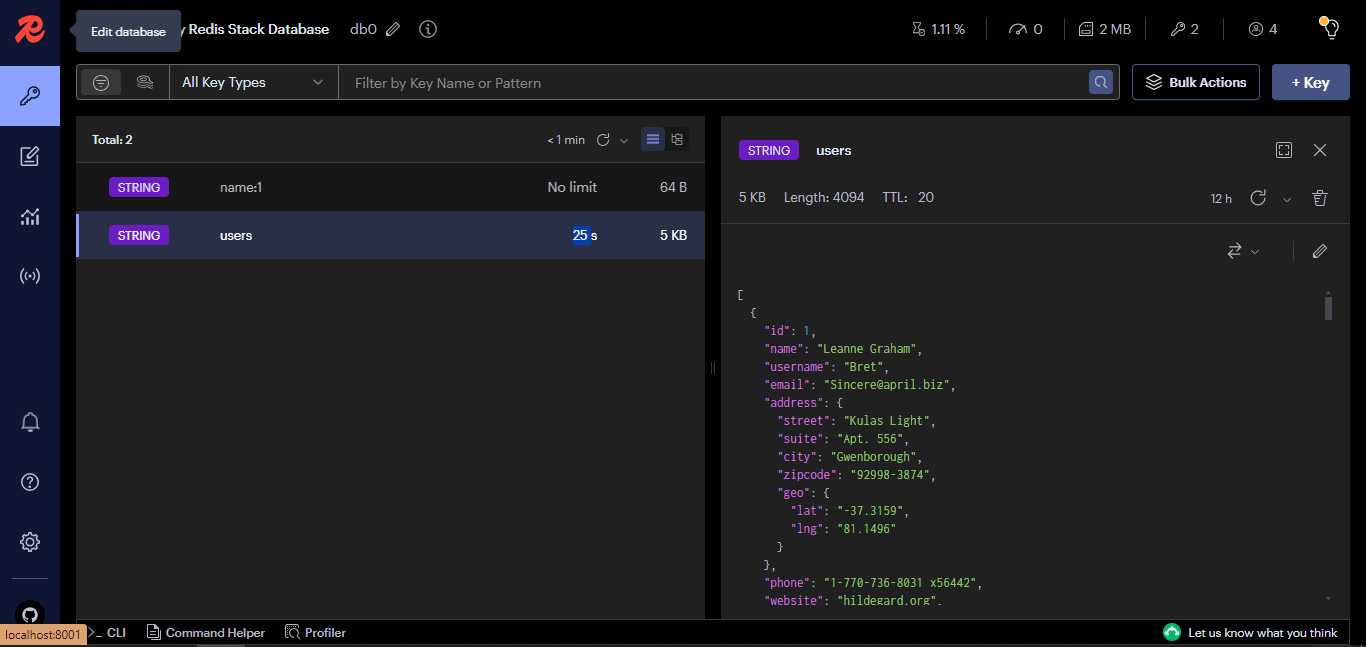 Edit database
y Redis Stack Database
db0
1.11 %
0
2 MB
2
4
All Key Types
Filter by Key Name or Pattern
Bulk Actions
+ Key
Total: 2
< 1 min
STRING name:1 No limit 64 B
STRING users 25 s 5 KB
STRING users
5 KB Length: 4094 TTL: 20
12 h
[
{
"id": 1,
"name": "Leanne Graham",
"username": "Bret",
"email": "Sincere@april.biz",
"address": {
"street": "Kulas Light",
"suite": "Apt. 556",
"city": "Gwenborough",
"zipcode": "92998-3874",
"geo": {
"lat": "-37.3159",
"lng": "81.1496"
}
},
"phone": "1-770-736-8031 x56442",
"website": "hildegard.org",
localhost:8001
>_ CLI
Command Helper
Profiler
Let us know what you think